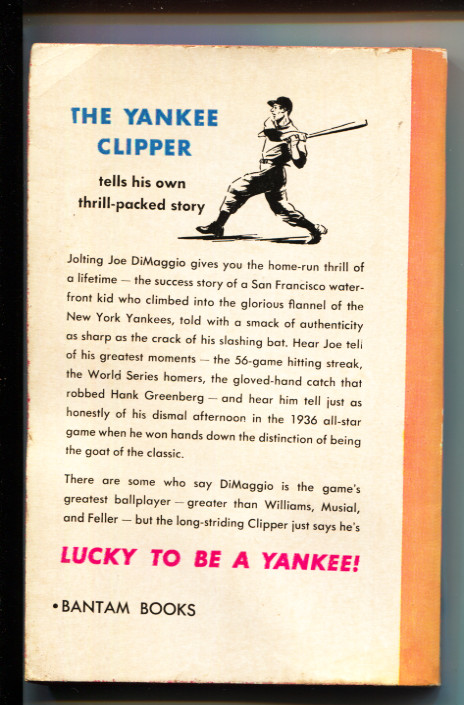 THE YANKEE
CLIPPER
tells his own
thrill-packed story
Jolting Joe DiMaggio gives you the home-run thrill of
a lifetime — the success story of a San Francisco water-
front kid who climbed into the glorious flannel of the
New York Yankees, told with a smack of authenticity
as sharp as the crack of his slashing bat. Hear Joe tell
of his greatest moments — the 56-game hitting streak,
the World Series homers, the gloved-hand catch that
robbed Hank Greenberg — and hear him tell just as
honestly of his dismal afternoon in the 1936 all-star
game when he won hands down the distinction of being
the goat of the classic.
There are some who say DiMaggio is the game's
greatest ballplayer — greater than Williams, Musial,
and Feller — but the long-striding Clipper just says he's
LUCKY TO BE A YANKEE!
•BANTAM BOOKS